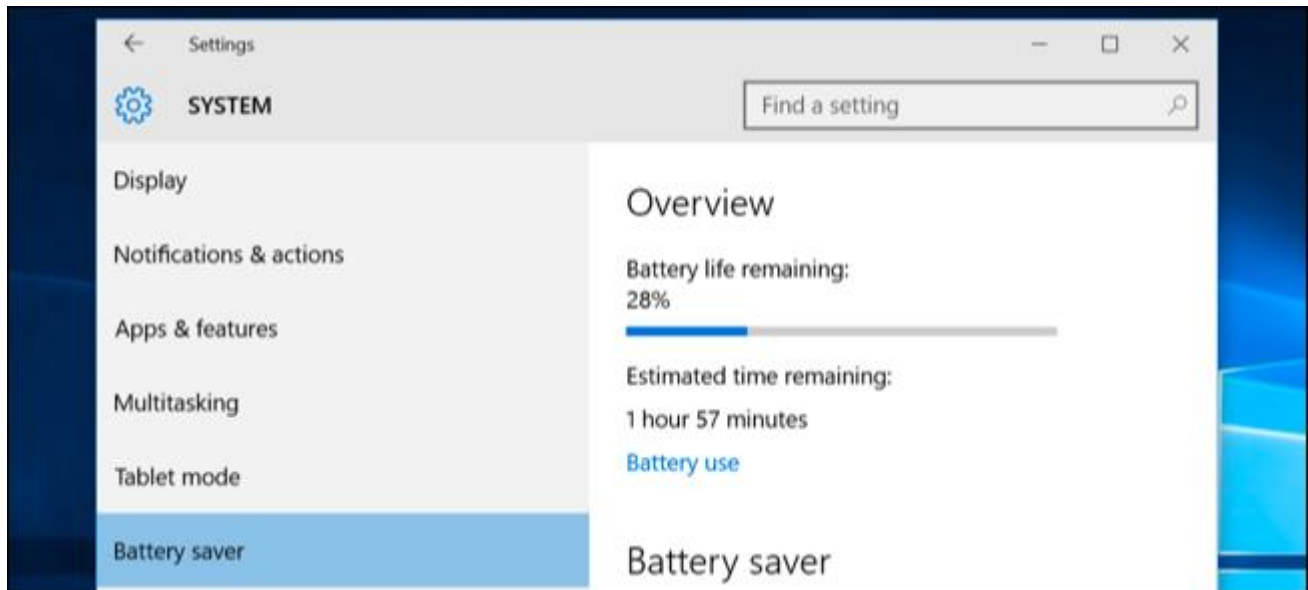 Settings
SYSTEM
Find a setting
Display
Notifications & actions
Apps & features
Multitasking
Tablet mode
Battery saver
Overview
Battery life remaining:
28%
Estimated time remaining:
1 hour 57 minutes
Battery use
Battery saver